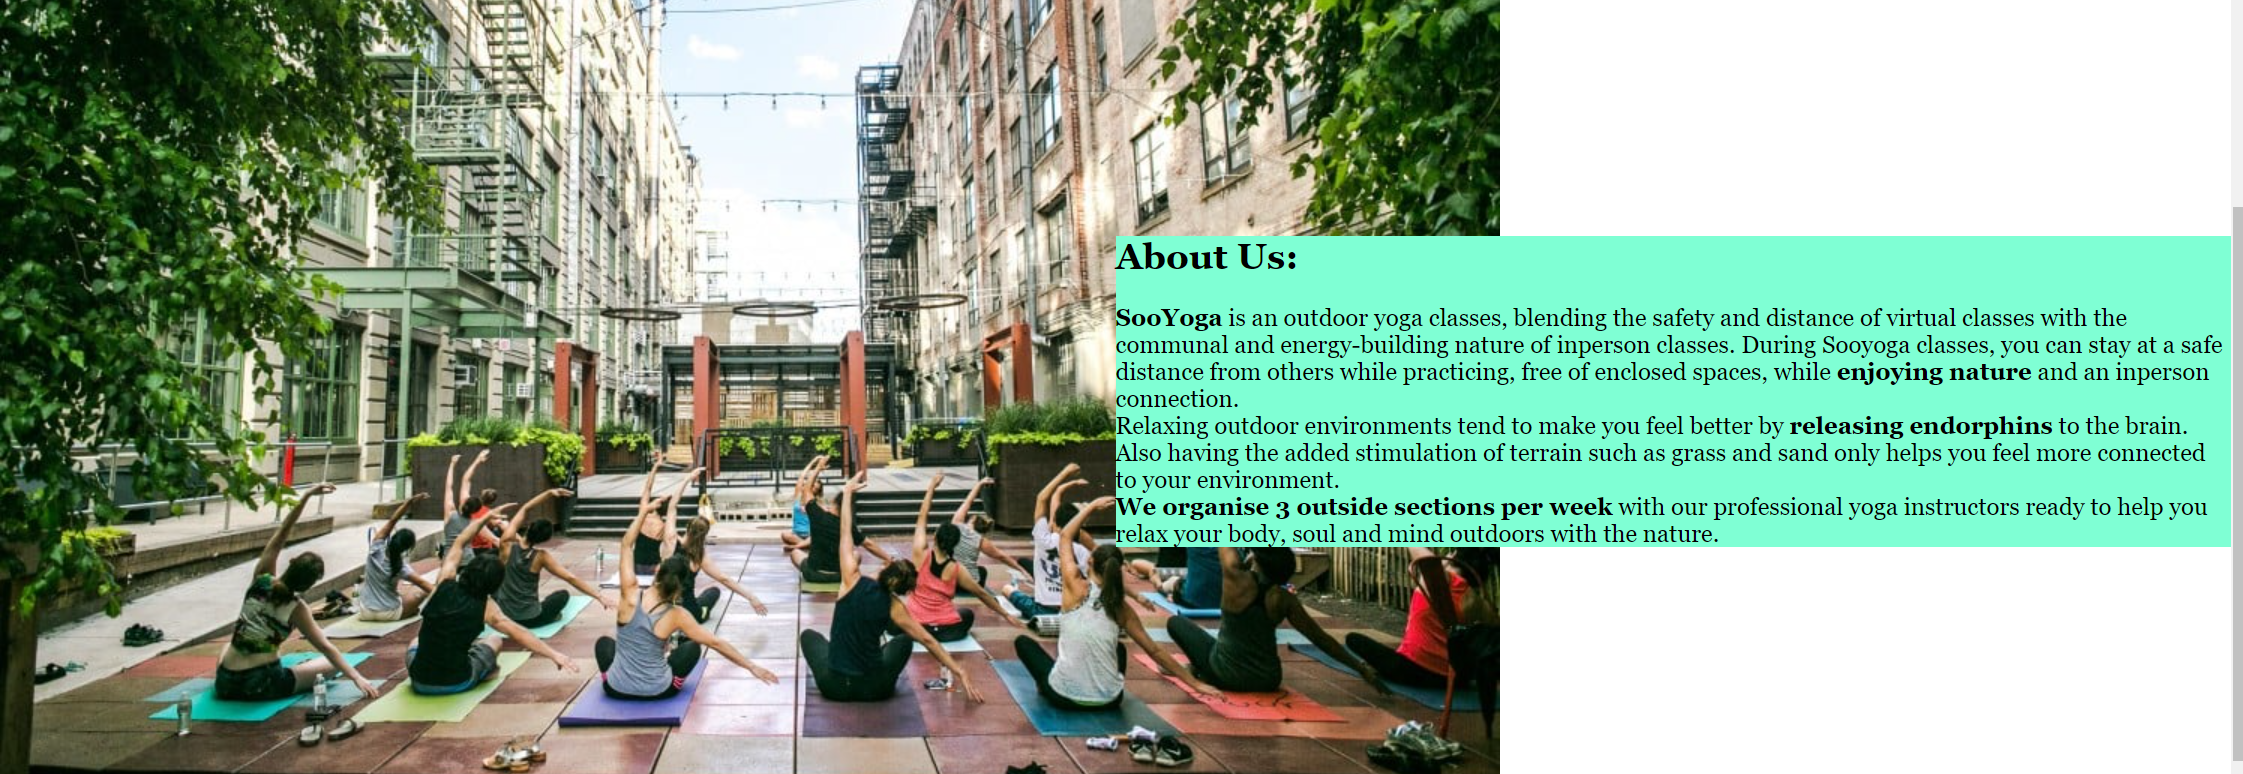 About Us:
SooYoga is an outdoor yoga classes, blending the safety and distance of virtual classes with the
communal and energy-building nature of inperson classes. During Sooyoga classes, you can stay at a safe
distance from others while practicing, free of enclosed spaces, while enjoying nature and an inperson
connection.
Relaxing outdoor environments tend to make you feel better by releasing endorphins to the brain.
Also having the added stimulation of terrain such as grass and sand only helps you feel more connected
to your environment.
We organise 3 outside sections per week with our professional yoga instructors ready to help you
relax your body, soul and mind outdoors with the nature.